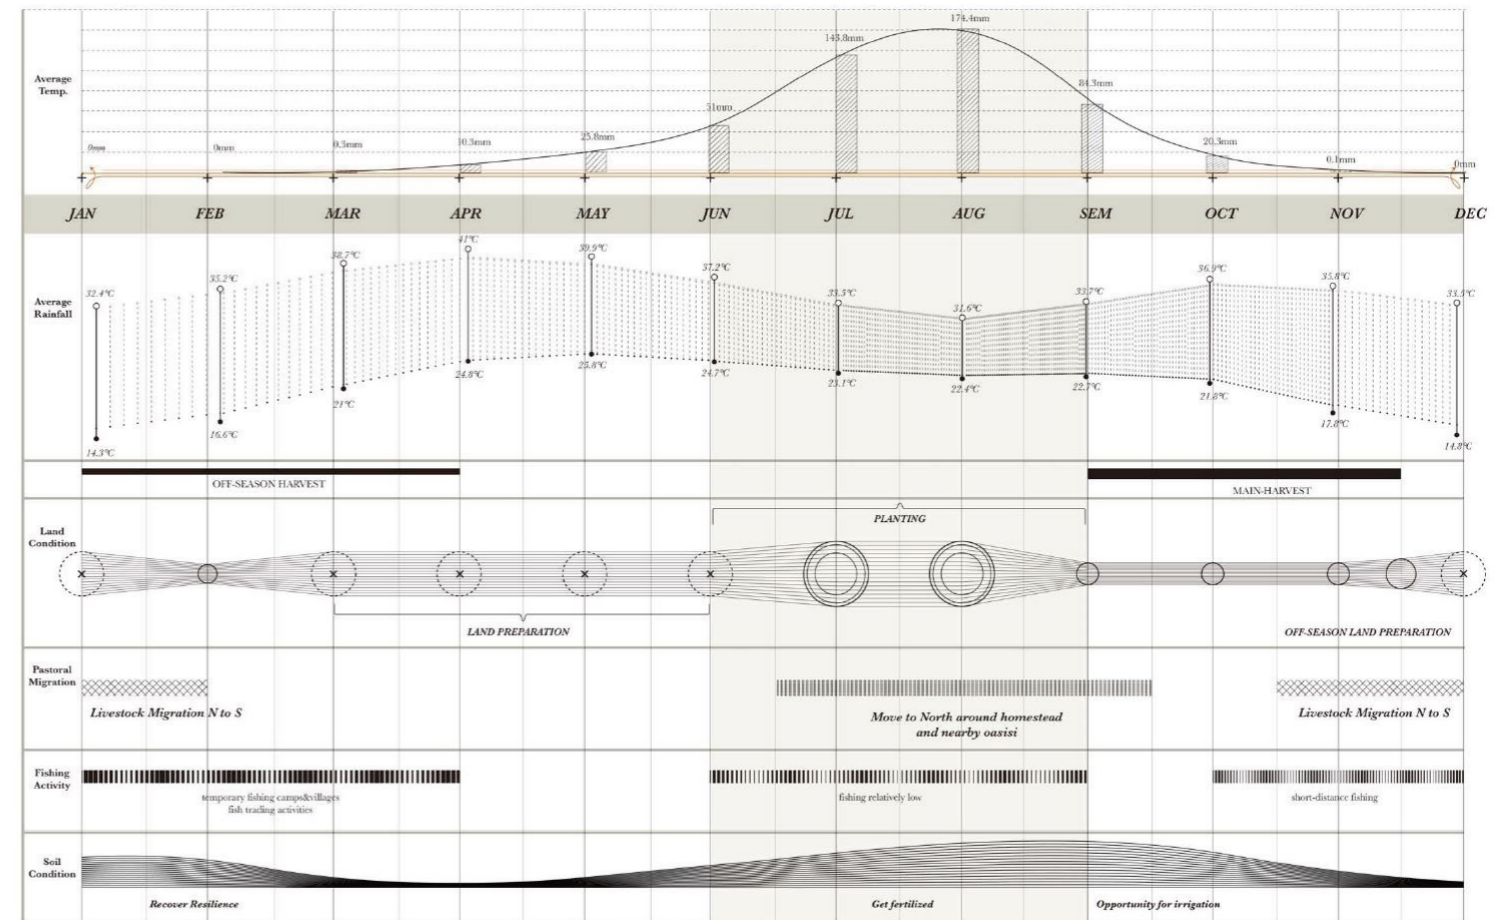 174.4mm
143.8mm
Average
Temp.
84.3mm
51mm
25.8mm
0mm
0mm
0.3mm
10.3mm
20.3mm
0.1mm
0mm
JAN FEB MAR APR MAY JUN JUL AUG SEM OCT NOV DEC
Average
Rainfall
32.4°C 35.2°C 38.7°C 41°C 39.9°C 37.2°C 33.5°C 31.6°C 33.7°C 36.9°C 35.8°C 33.5°C
14.3°C 16.6°C 21°C 24.8°C 25.8°C 24.7°C 23.1°C 22.4°C 22.7°C 21.8°C 17.8°C 14.8°C
OFF-SEASON HARVEST
MAIN-HARVEST
Land
Condition
PLANTING
LAND PREPARATION
OFF-SEASON LAND PREPARATION
Pastoral
Migration
Livestock Migration N to S
Move to North around homestead
and nearby oasisi
Livestock Migration N to S
Fishing
Activity
temporary fishing camps&villages
fish trading activities
fishing relatively low
short-distance fishing
Soil
Condition
Recover Resilience
Get fertilized
Opportunity for irrigation